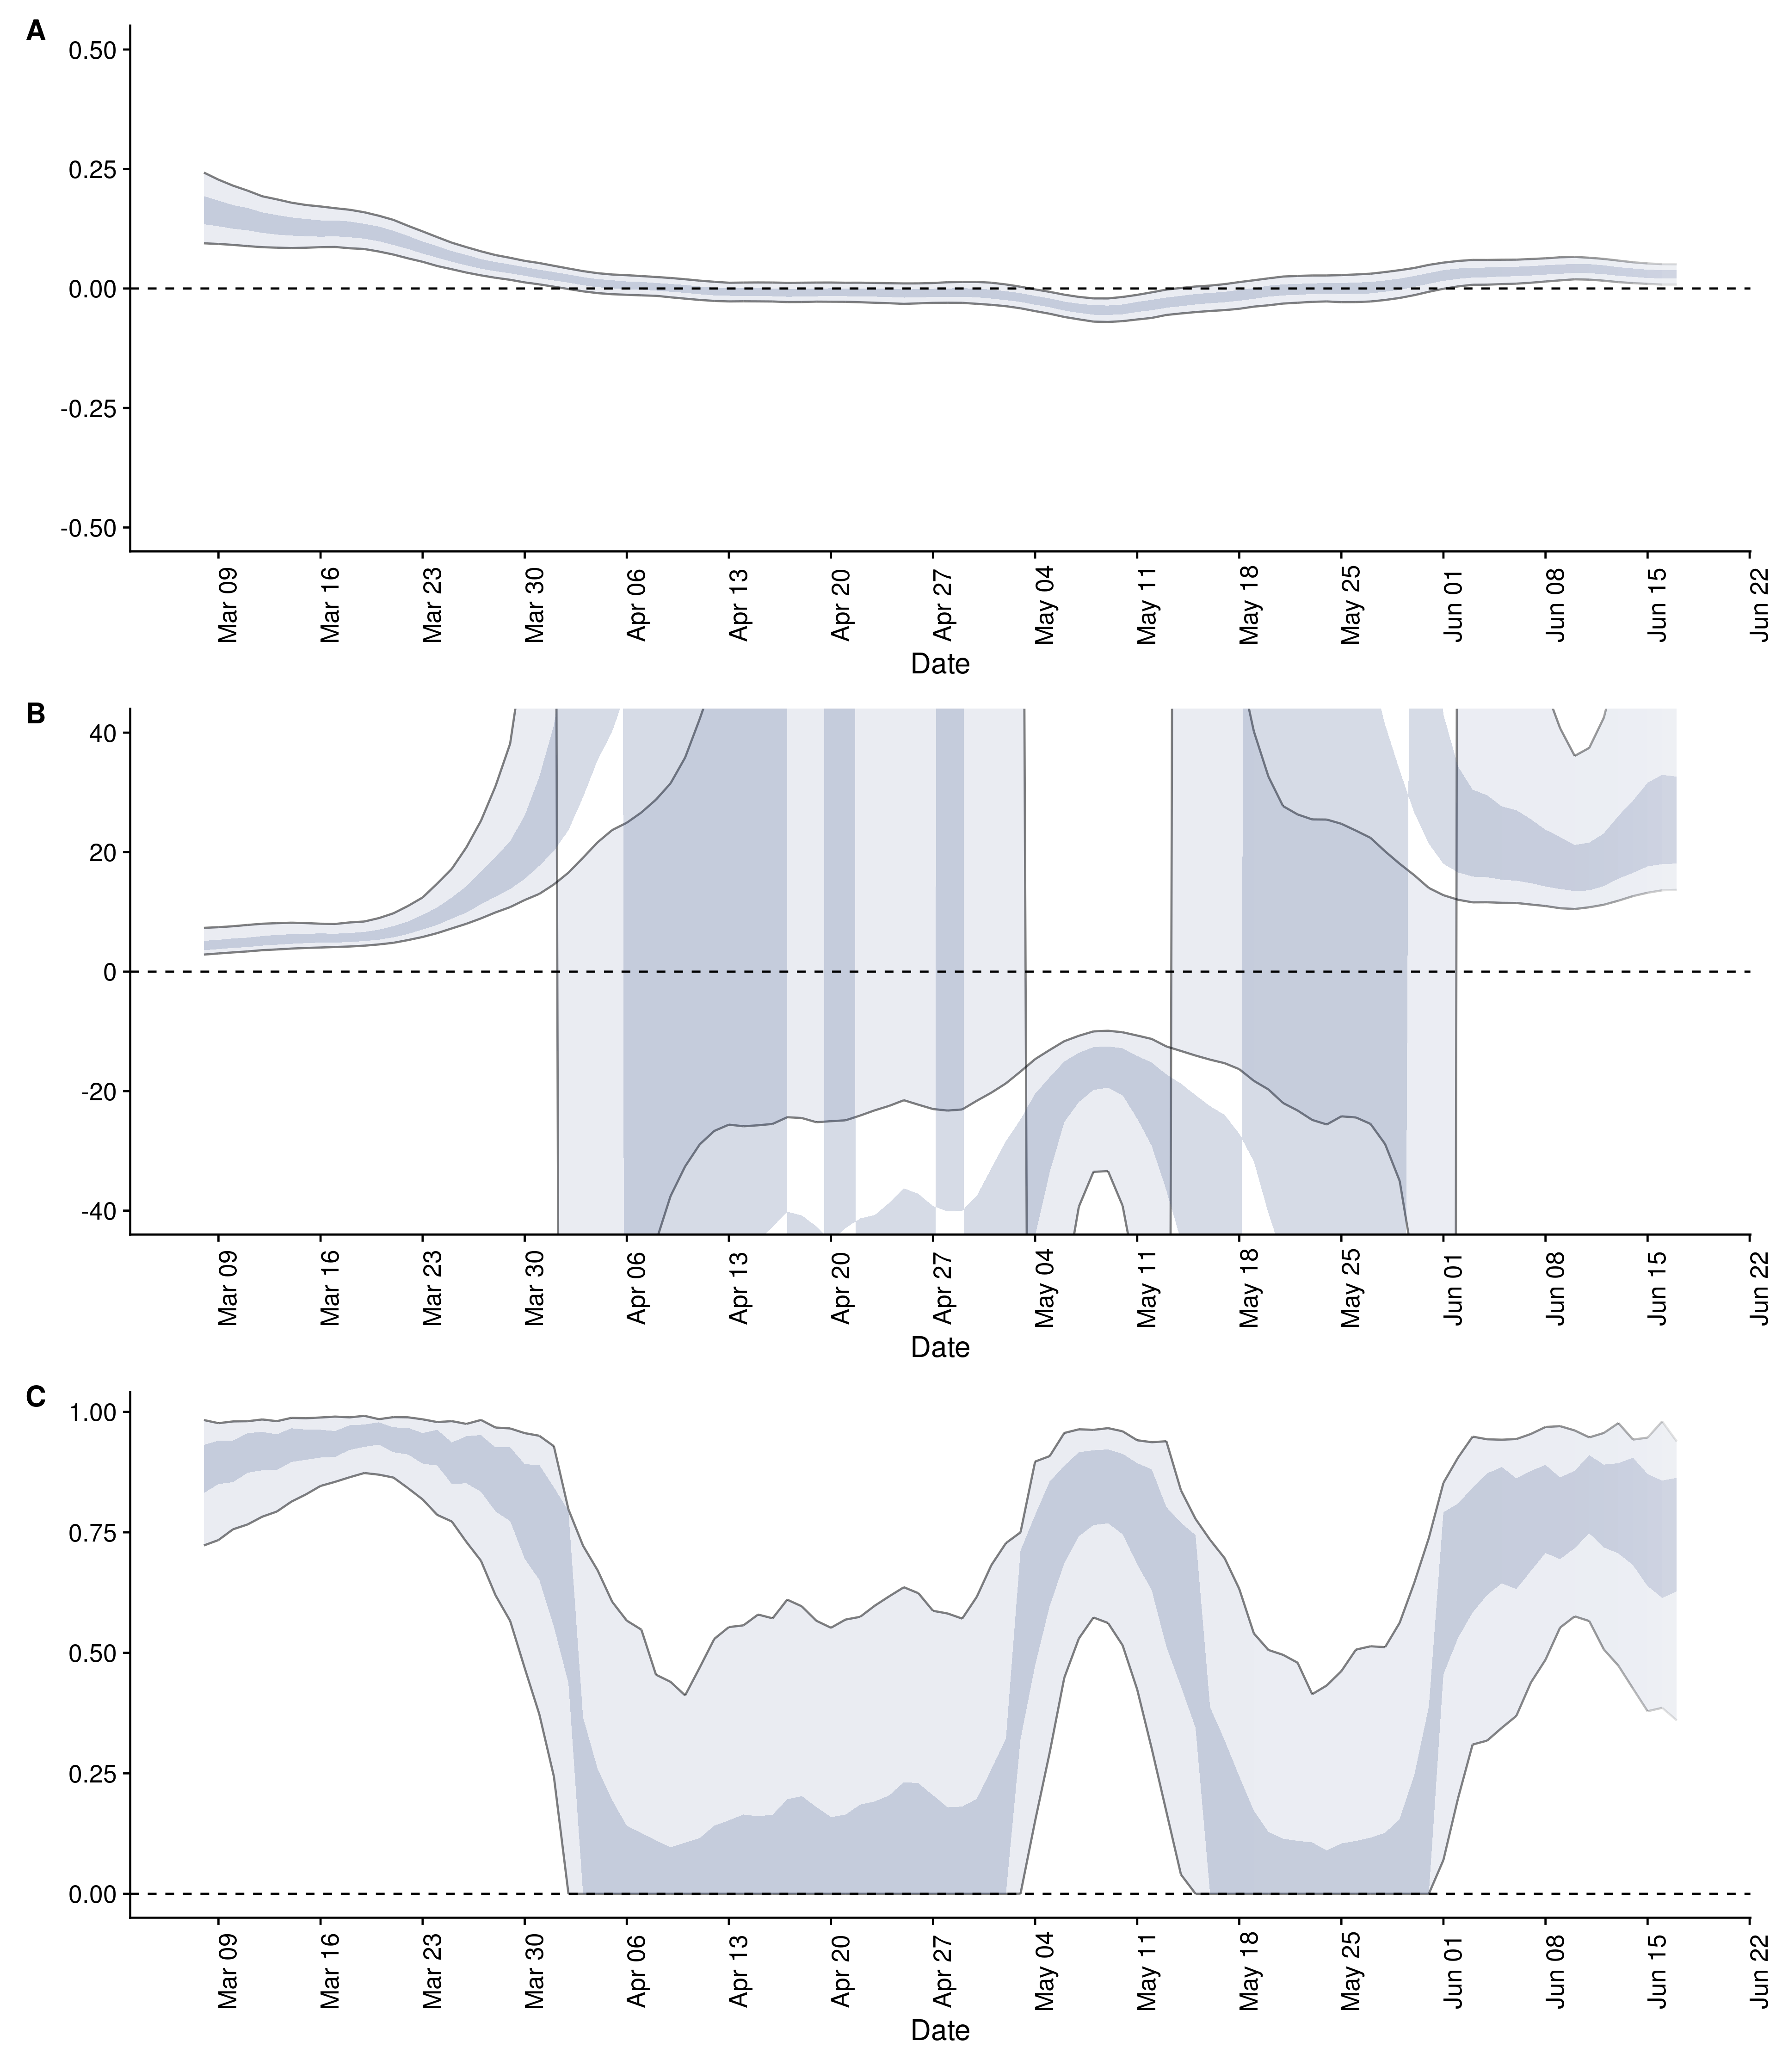 A
0.50
0.25
0.00
-0.25
-0.50
Mar 09
Mar 16
Mar 23
Mar 30
Apr 06
Apr 13
Apr 20
Apr 27
May 04
May 11
May 18
May 25
Jun 01
Jun 08
Jun 15
Jun 22
Date
B
40
20
0
-20
-40
Mar 09
Mar 16
Mar 23
Mar 30
Apr 06
Apr 13
Apr 20
Apr 27
May 04
May 11
May 18
May 25
Jun 01
Jun 08
Jun 15
Jun 22
Date
C
1.00
0.75
0.50
0.25
0.00
Mar 09
Mar 16
Mar 23
Mar 30
Apr 06
Apr 13
Apr 20
Apr 27
May 04
May 11
May 18
May 25
Jun 01
Jun 08
Jun 15
Jun 22
Date